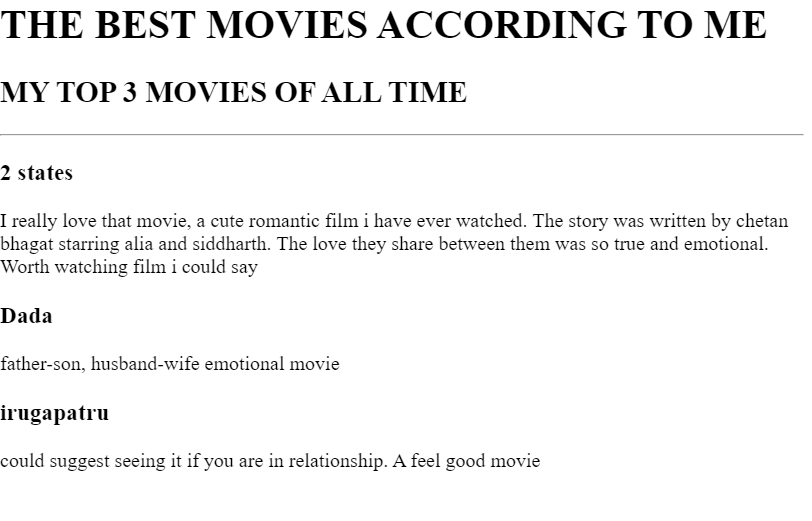 THE BEST MOVIES ACCORDING TO ME
MY TOP 3 MOVIES OF ALL TIME
2 states
I really love that movie, a cute romantic film i have ever watched. The story was written by chetan
bhagat starring alia and siddharth. The love they share between them was so true and emotional.
Worth watching film i could say
Dada
father-son, husband-wife emotional movie
irugapatru
could suggest seeing it if you are in relationship. A feel good movie